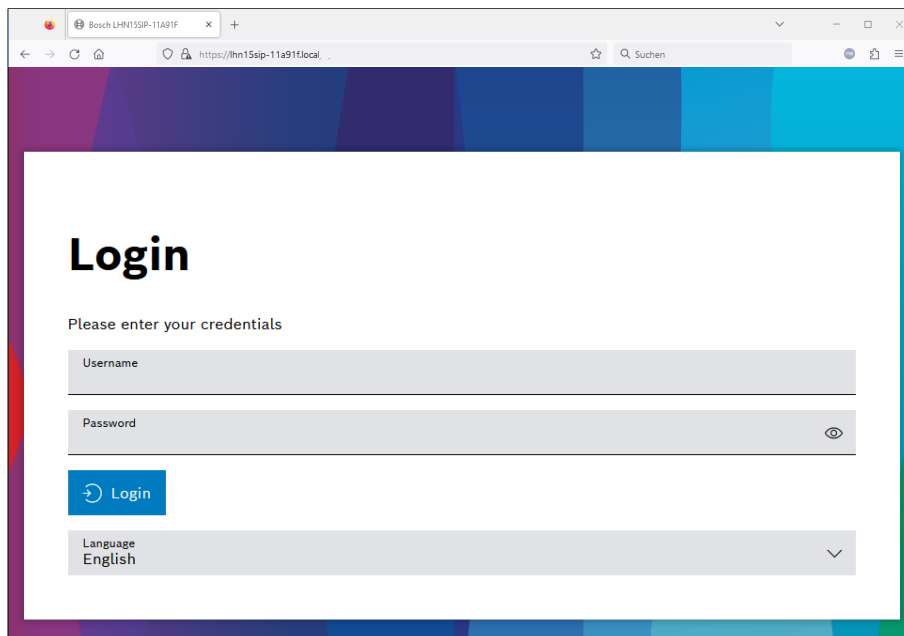 Bosch LHN15SIP-11A91F
https://lhn15sip-11a91f.local
Suchen
Login
Please enter your credentials
Username
Password
Login
Language
English